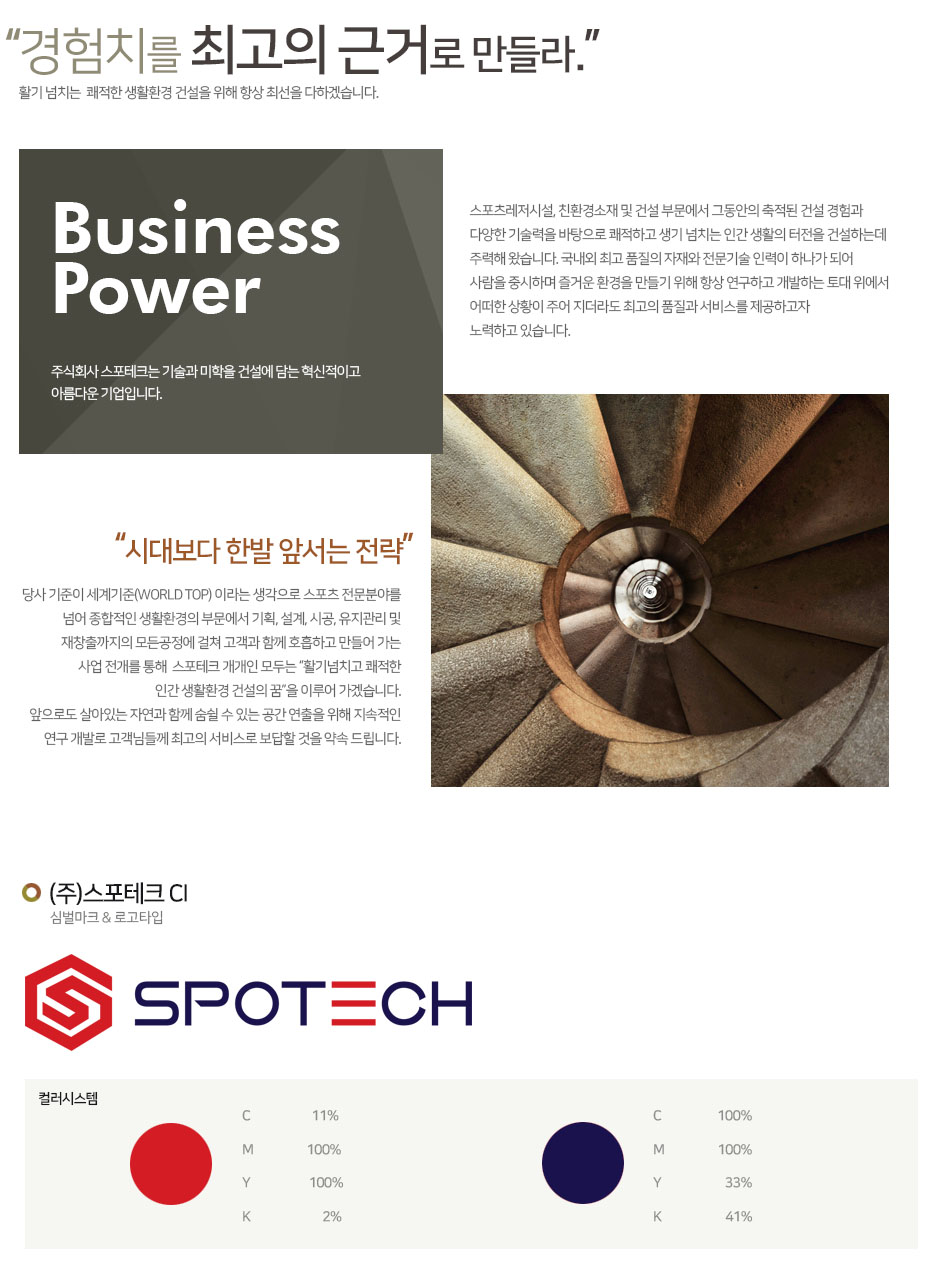 “경험치를 최고의 근거로 만들라.”
활기 넘치는 쾌적한 생활환경 건설을 위해 항상 최선을 다하겠습니다.
Business
Power
주식회사 스포테크는 기술과 미학을 건설에 담는 혁신적이고
아름다운 기업입니다.
스포츠레저시설, 친환경소재 및 건설 부문에서 그동안의 축적된 건설 경험과
다양한 기술력을 바탕으로 쾌적하고 생기 넘치는 인간 생활의 터전을 건설하는데
주력해 왔습니다. 국내외 최고 품질의 자재와 전문기술 인력이 하나가 되어
사람을 중시하며 즐거운 환경을 만들기 위해 항상 연구하고 개발하는 토대 위에서
어떠한 상황이 주어 지더라도 최고의 품질과 서비스를 제공하고자
노력하고 있습니다.
“시대보다 한발 앞서는 전략”
당사 기준이 세계기준(WORLD TOP) 이라는 생각으로 스포츠 전문분야를
넘어 종합적인 생활환경의 부문에서 기획, 설계, 시공, 유지관리 및
재창출까지의 모든공정에 걸쳐 고객과 함께 호흡하고 만들어 가는
사업 전개를 통해 스포테크 개개인 모두는 “활기넘치고 쾌적한
인간 생활환경 건설의 꿈”을 이루어 가겠습니다.
앞으로도 살아있는 자연과 함께 숨쉴 수 있는 공간 연출을 위해 지속적인
연구 개발로 고객님들께 최고의 서비스로 보답할 것을 약속 드립니다.
(주)스포테크 CI
심벌마크 & 로고타입
SPOTECH
컬러시스템
C 11%
M 100%
Y 100%
K 2%
C 100%
M 100%
Y 33%
K 41%